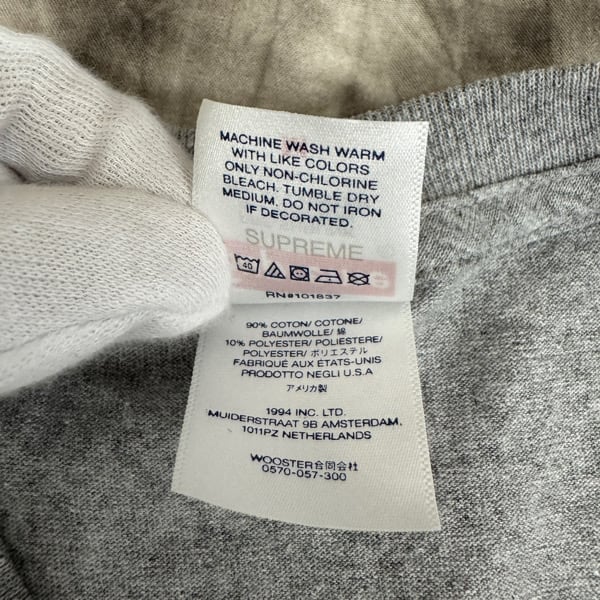 MACHINE WASH WARM
WITH LIKE COLORS
ONLY NON-CHLORINE
BLEACH. TUMBLE DRY
MEDIUM. DO NOT IRON
IF DECORATED.
SUPREME
40
RN#101837
90% COTON/ COTONE/
BAUMWOLLE/ 綿
10% POLYESTER/ POLIESTERE/
POLYESTER/ ポリエステル
FABRIQUÉ AUX ÉTATS-UNIS
PRODOTTO NEGLI U.S.A
アメリカ製
1994 INC. LTD.
MUIDERSTRAAT 9B AMSTERDAM,
1011PZ NETHERLANDS
WOOSTER合同会社
0570-057-300